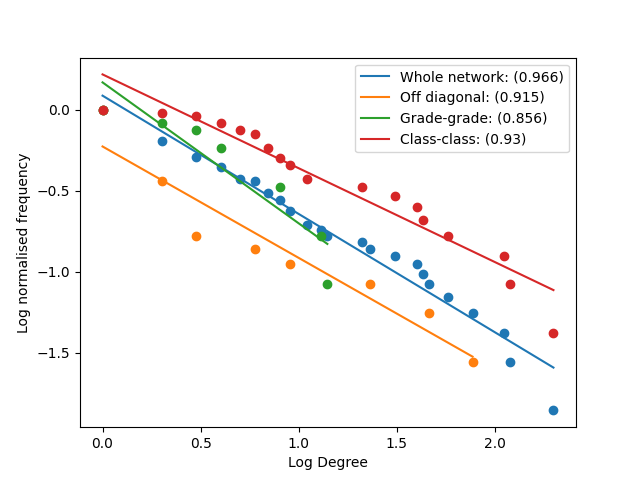 Whole network: (0.966)
Off diagonal: (0.915)
Grade-grade: (0.856)
Class-class: (0.93)
0.0
−0.5
−1.0
−1.5
Log normalised frequency
0.0 0.5 1.0 1.5 2.0
Log Degree